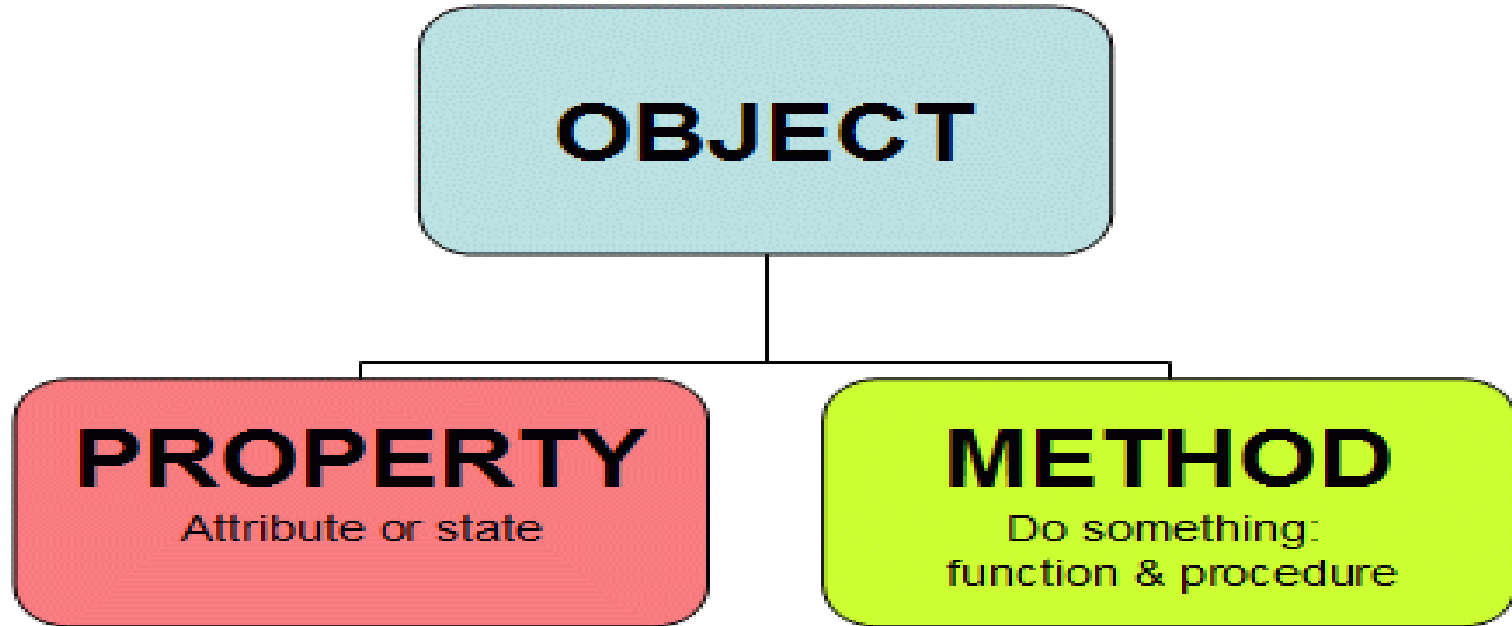 OBJECT
PROPERTY
Attribute or state
METHOD
Do something:
function & procedure